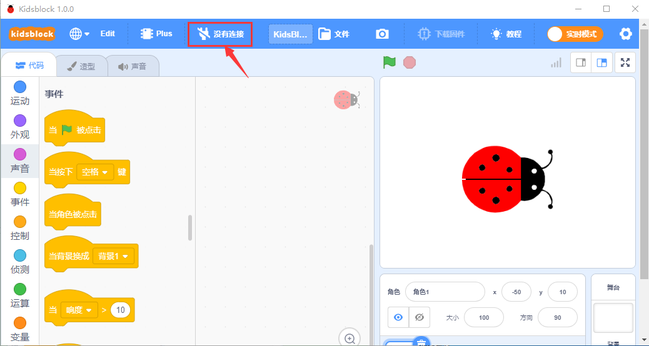 Kidsblock 1.0.0
kidsblock Edit Plus 没有连接 KidsBl... 文件 下载固件 教程 实时模式
代码 造型 声音
运动
外观
声音
事件
控制
侦测
运算
变量
事件
当 被点击
当按下 空格 键
当角色被点击
当背景换成 背景1
当 响度 > 10
角色 角色1 x -50 y 10
大小 100 方向 90
舞台
背景